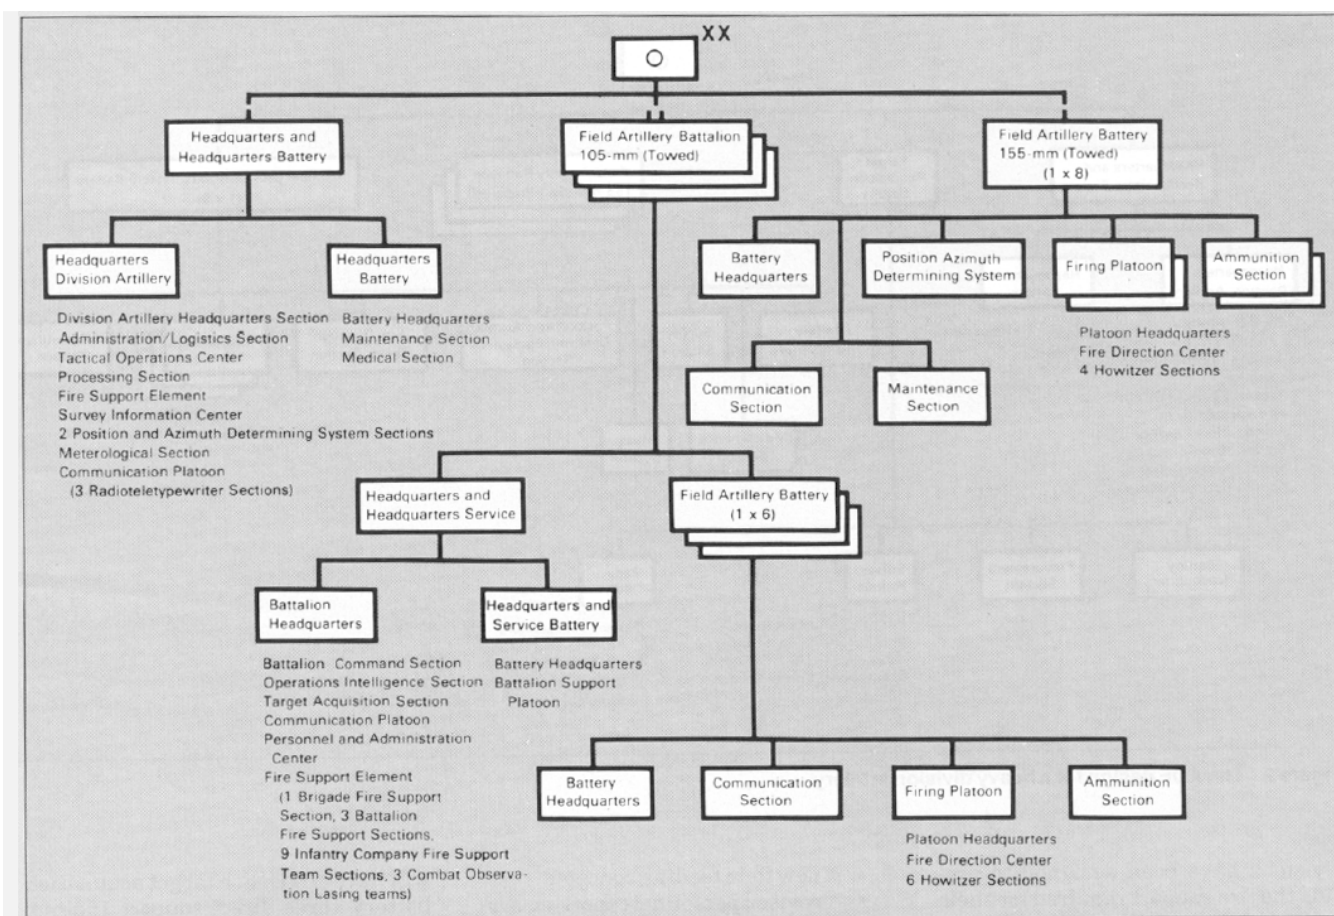 XX
Headquarters and
Headquarters Battery
Field Artillery Battalion
105-mm (Towed)
Field Artillery Battery
155-mm (Towed)
(1 x 8)
Headquarters
Division Artillery
Headquarters
Battery
Battery
Headquarters
Position Azimuth
Determining System
Firing Platoon
Ammunition
Section
Division Artillery Headquarters Section
Administration/Logistics Section
Tactical Operations Center
Processing Section
Fire Support Element
Survey Information Center
2 Position and Azimuth Determining System Sections
Meterological Section
Communication Platoon
(3 Radioteletypewriter Sections)
Battery Headquarters
Maintenance Section
Medical Section
Platoon Headquarters
Fire Direction Center
4 Howitzer Sections
Communication
Section
Maintenance
Section
Headquarters and
Headquarters Service
Field Artillery Battery
(1 x 6)
Battalion
Headquarters
Headquarters and
Service Battery
Battalion Command Section
Operations Intelligence Section
Target Acquisition Section
Communication Platoon
Personnel and Administration
Center
Fire Support Element
(1 Brigade Fire Support
Section, 3 Battalion
Fire Support Sections,
9 Infantry Company Fire Support
Team Sections, 3 Combat Observa-
tion Lasing teams)
Battery Headquarters
Battalion Support
Platoon
Battery
Headquarters
Communication
Section
Firing Platoon
Ammunition
Section
Platoon Headquarters
Fire Direction Center
6 Howitzer Sections